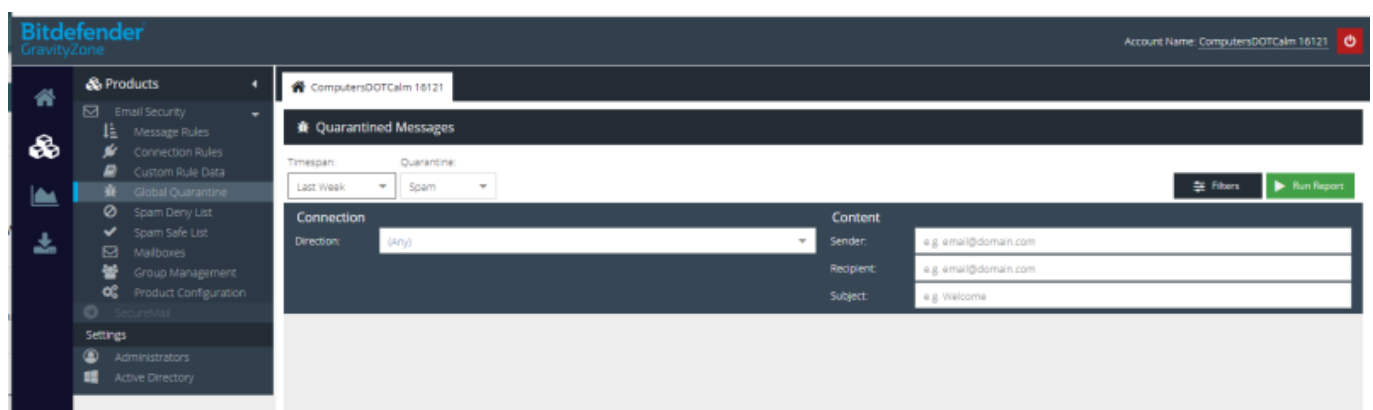 Bitdefender
GravityZone
Account Name: ComputersDOTCalm 16121
Products
ComputersDOTCalm 16121
Email Security
Message Rules
Connection Rules
Custom Rule Data
Global Quarantine
Spam Deny List
Spam Safe List
Mailboxes
Group Management
Product Configuration
SecureMail
Settings
Administrators
Active Directory
Quarantined Messages
Timespan: Quarantine:
Last Week Spam Filters Run Report
Connection Content
Direction: (Any) Sender: e.g. email@domain.com
Recipient: e.g. email@domain.com
Subject: e.g. Welcome